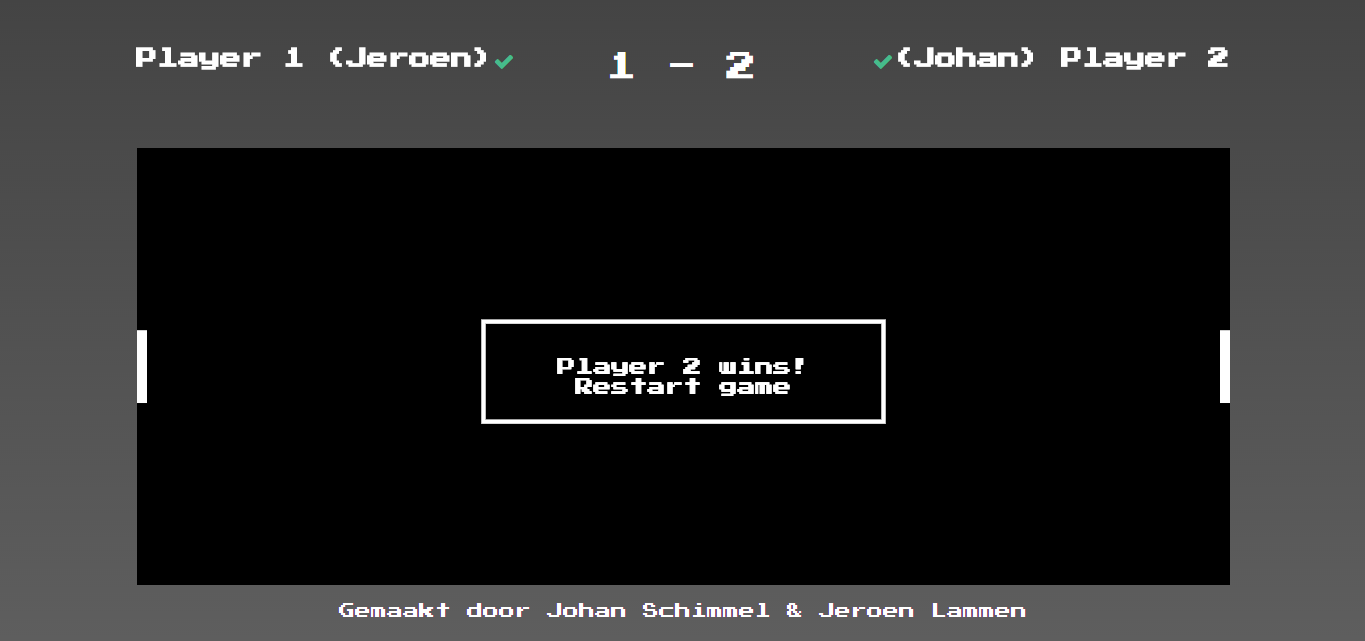 Player 1 (Jeroen)
1 - 2
(Johan) Player 2
Player 2 wins!
Restart game
Gemaakt door Johan Schimmel & Jeroen Lammen